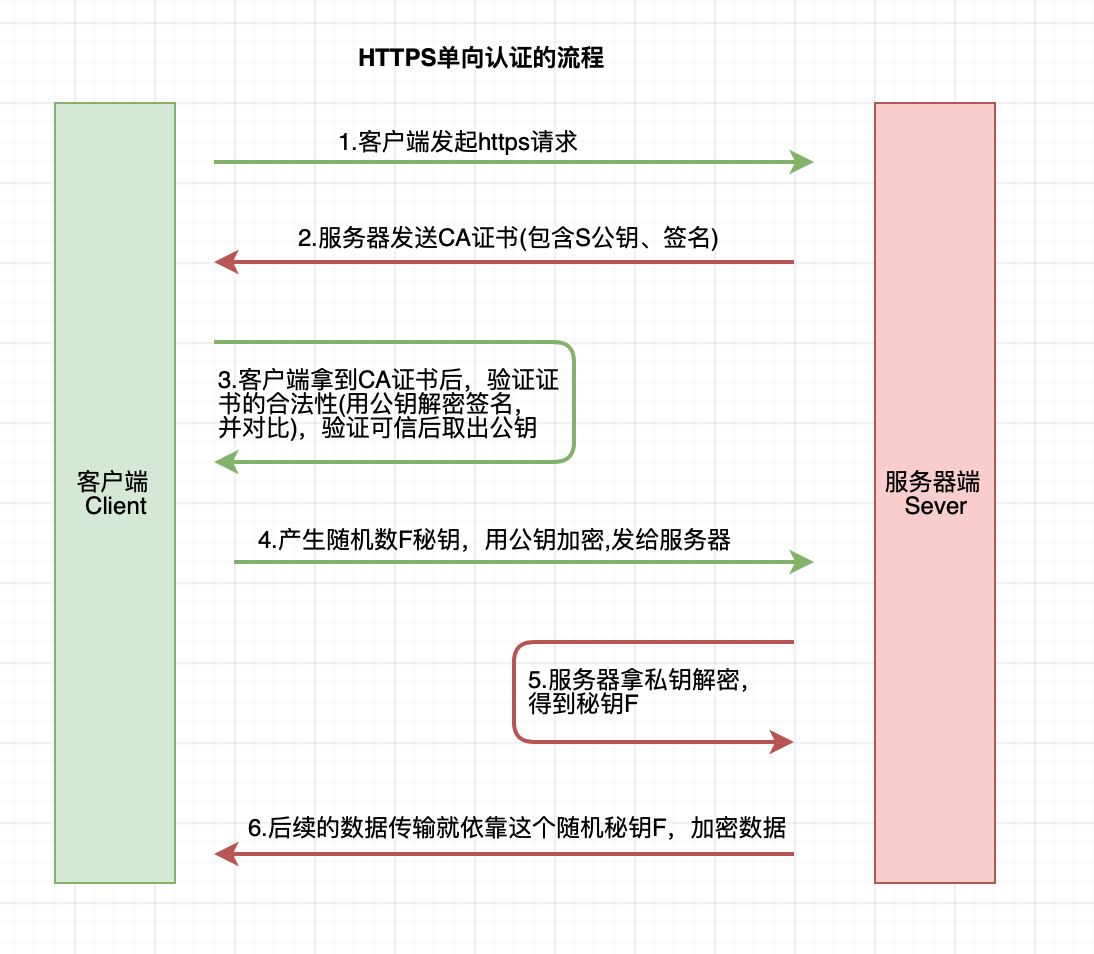 HTTPS单向认证的流程
1.客户端发起https请求
2.服务器发送CA证书(包含S公钥、签名)
3.客户端拿到CA证书后，验证证
书的合法性(用公钥解密签名，
并对比)，验证可信后取出公钥
客户端
Client
服务器端
Sever
4.产生随机数F秘钥，用公钥加密,发给服务器
5.服务器拿私钥解密，
得到秘钥F
6.后续的数据传输就依靠这个随机秘钥F，加密数据